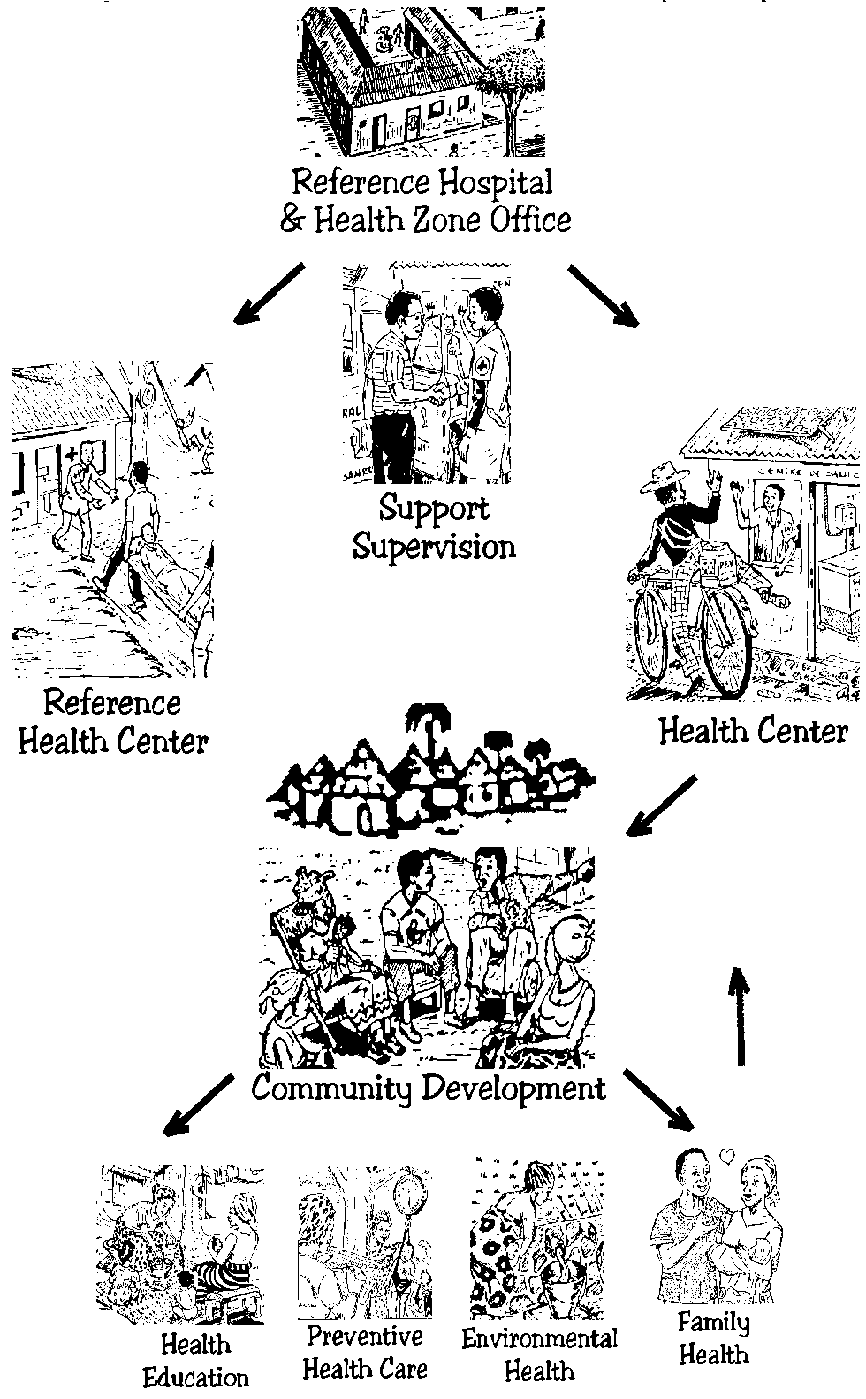 Reference Hospital
& Health Zone Office
Support
Supervision
Reference
Health Center
Health Center
Community Development
Health
Education
Preventive
Health Care
Environmental
Health
Family
Health